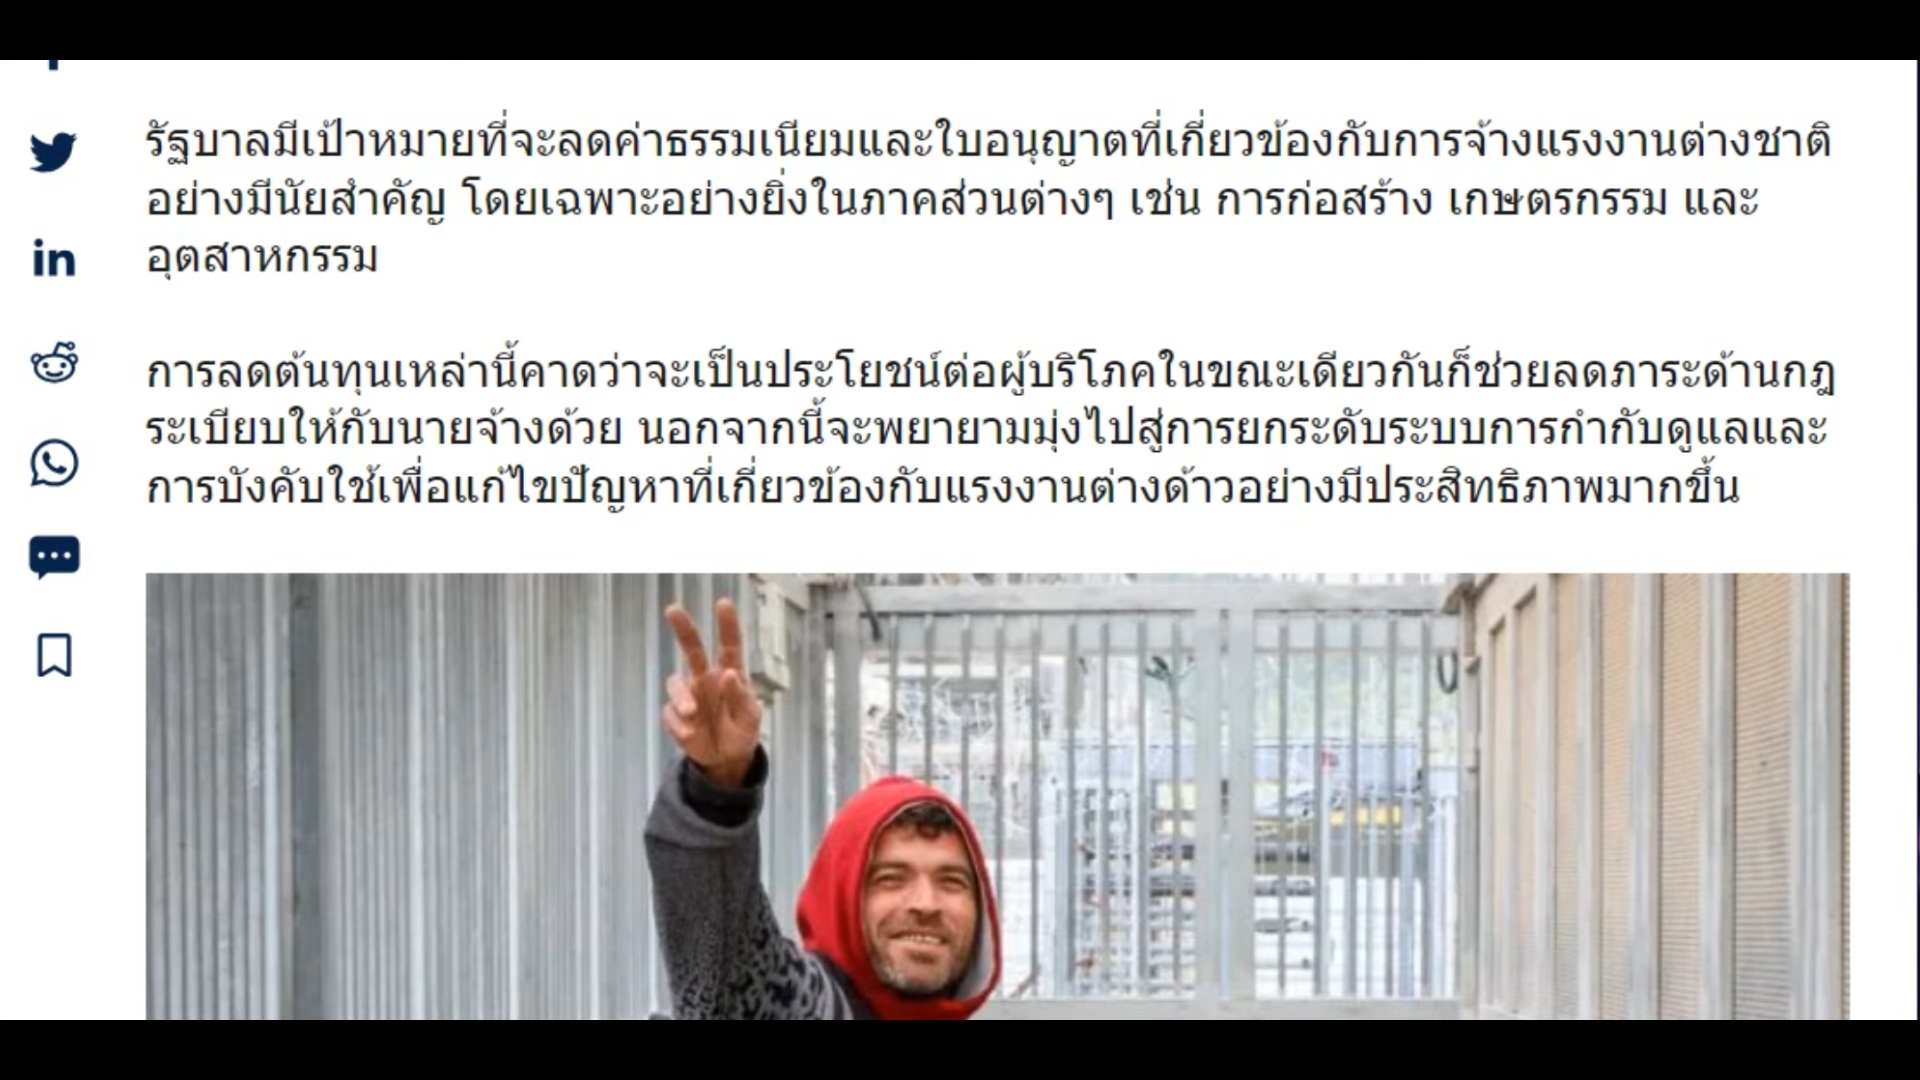 รัฐบาลมีเป้าหมายที่จะลดค่าธรรมเนียมและใบอนุญาตที่เกี่ยวข้องกับการจ้างแรงงานต่างชาติ
อย่างมีนัยสำคัญ โดยเฉพาะอย่างยิ่งในภาคส่วนต่างๆ เช่น การก่อสร้าง เกษตรกรรม และ
อุตสาหกรรม
การลดต้นทุนเหล่านี้คาดว่าจะเป็นประโยชน์ต่อผู้บริโภคในขณะเดียวกันก็ช่วยลดภาระด้านกฎ
ระเบียบให้กับนายจ้างด้วย นอกจากนี้จะพยายามมุ่งไปสู่การยกระดับระบบการกำกับดูแลและ
การบังคับใช้เพื่อแก้ไขปัญหาที่เกี่ยวข้องกับแรงงานต่างด้าวอย่างมีประสิทธิภาพมากขึ้น
in